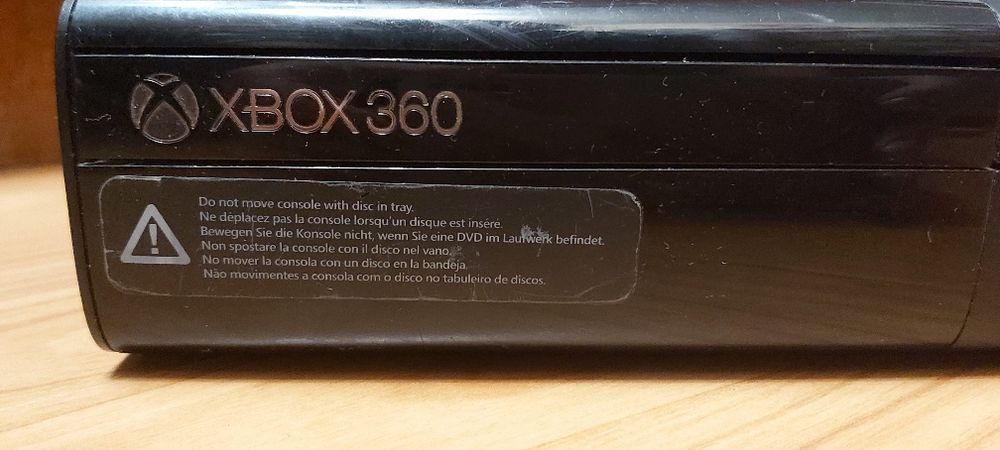 XBOX 360
Do not move console with disc in tray.
Ne déplacez pas la console lorsqu'un disque est inséré.
Bewegen Sie die Konsole nicht, wenn Sie eine DVD im Laufwerk befindet.
Non spostare la console con il disco nel vano.
No mover la consola con un disco en la bandeja.
Não movimentes a consola com o disco no tabuleiro de discos.